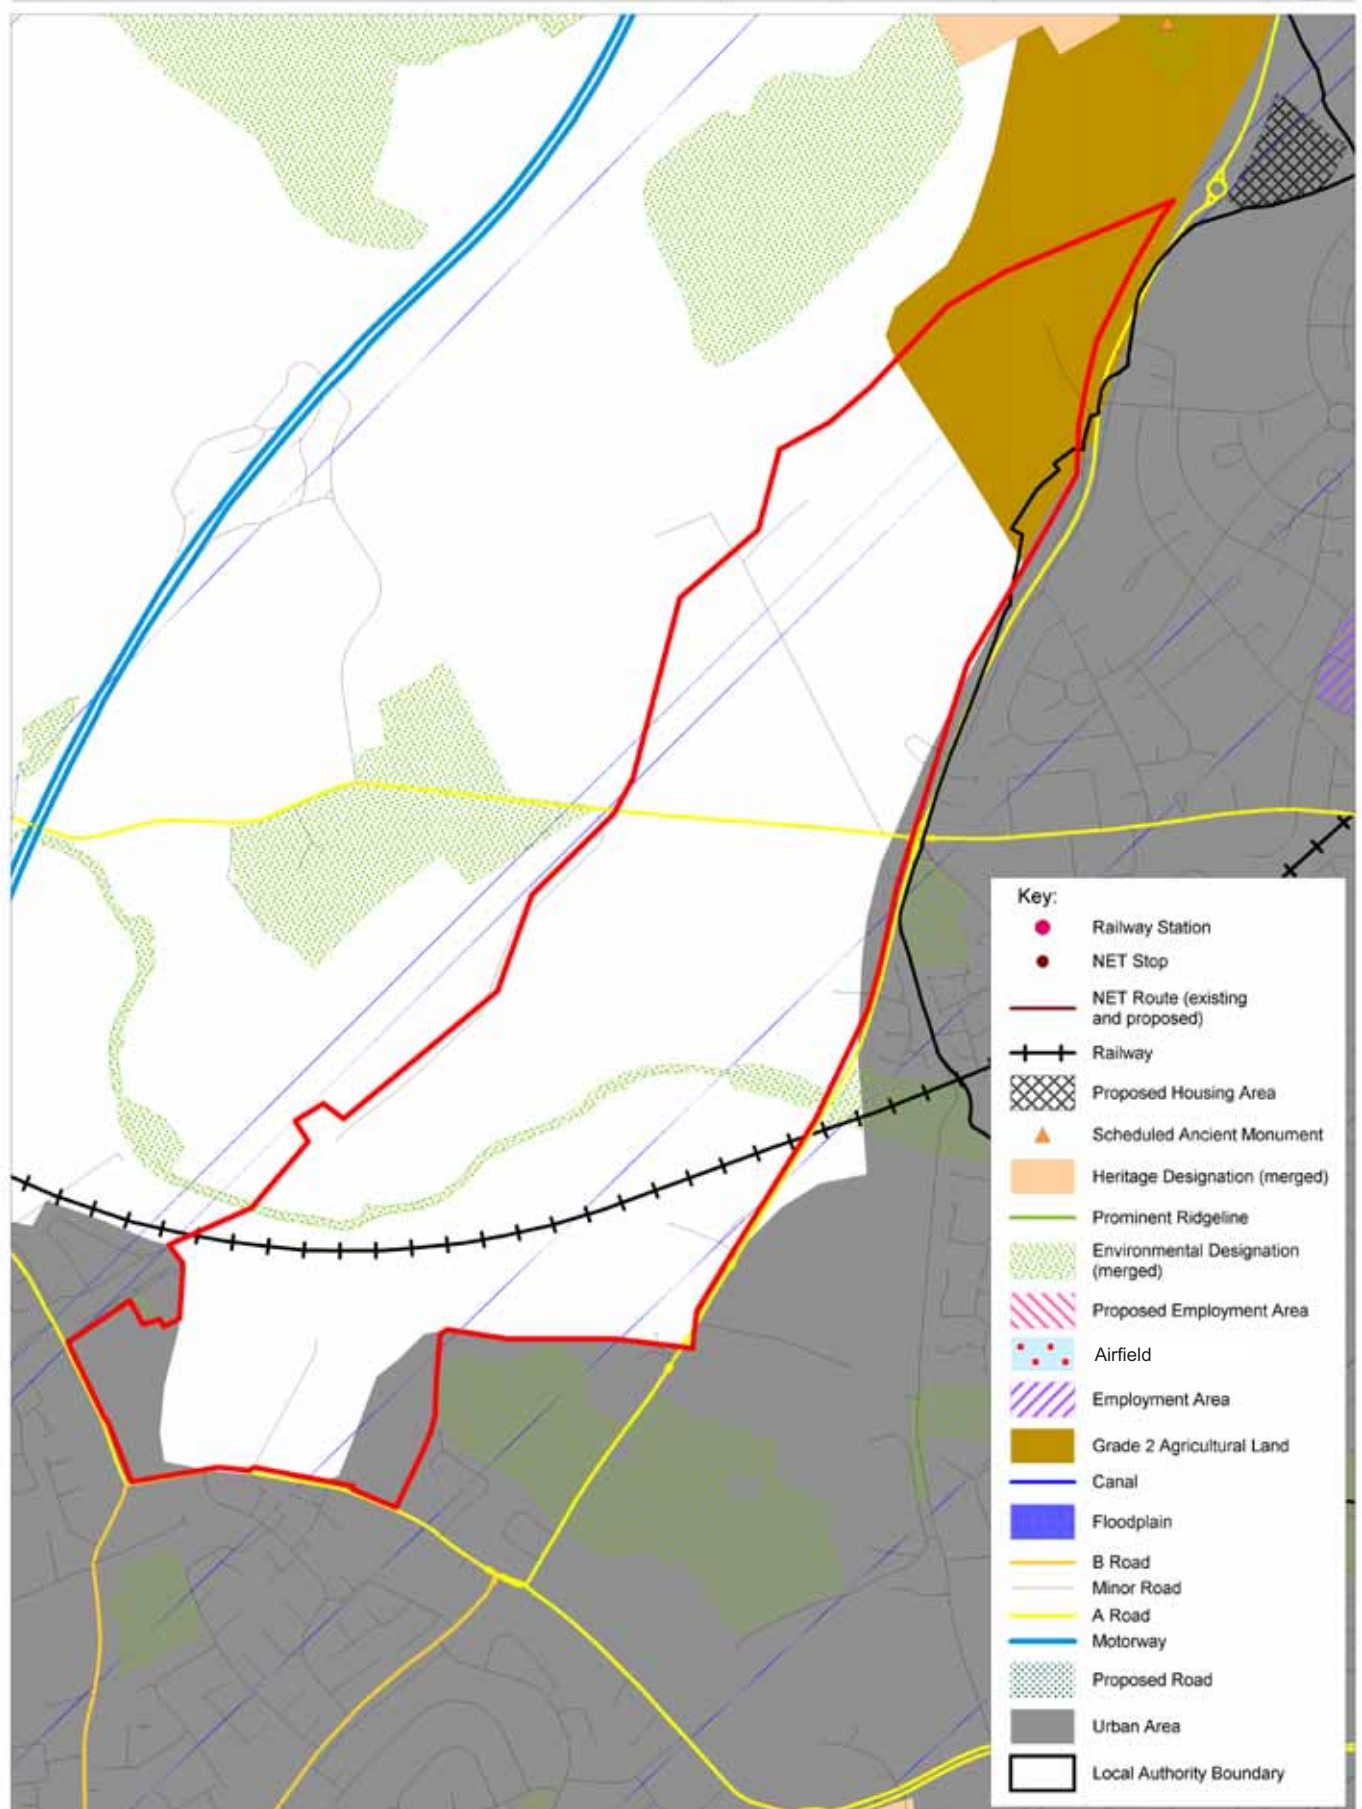 Key:
Railway Station
NET Stop
NET Route (existing
and proposed)
Railway
Proposed Housing Area
Scheduled Ancient Monument
Heritage Designation (merged)
Prominent Ridgeline
Environmental Designation
(merged)
Proposed Employment Area
Airfield
Employment Area
Grade 2 Agricultural Land
Canal
Floodplain
B Road
Minor Road
A Road
Motorway
Proposed Road
Urban Area
Local Authority Boundary